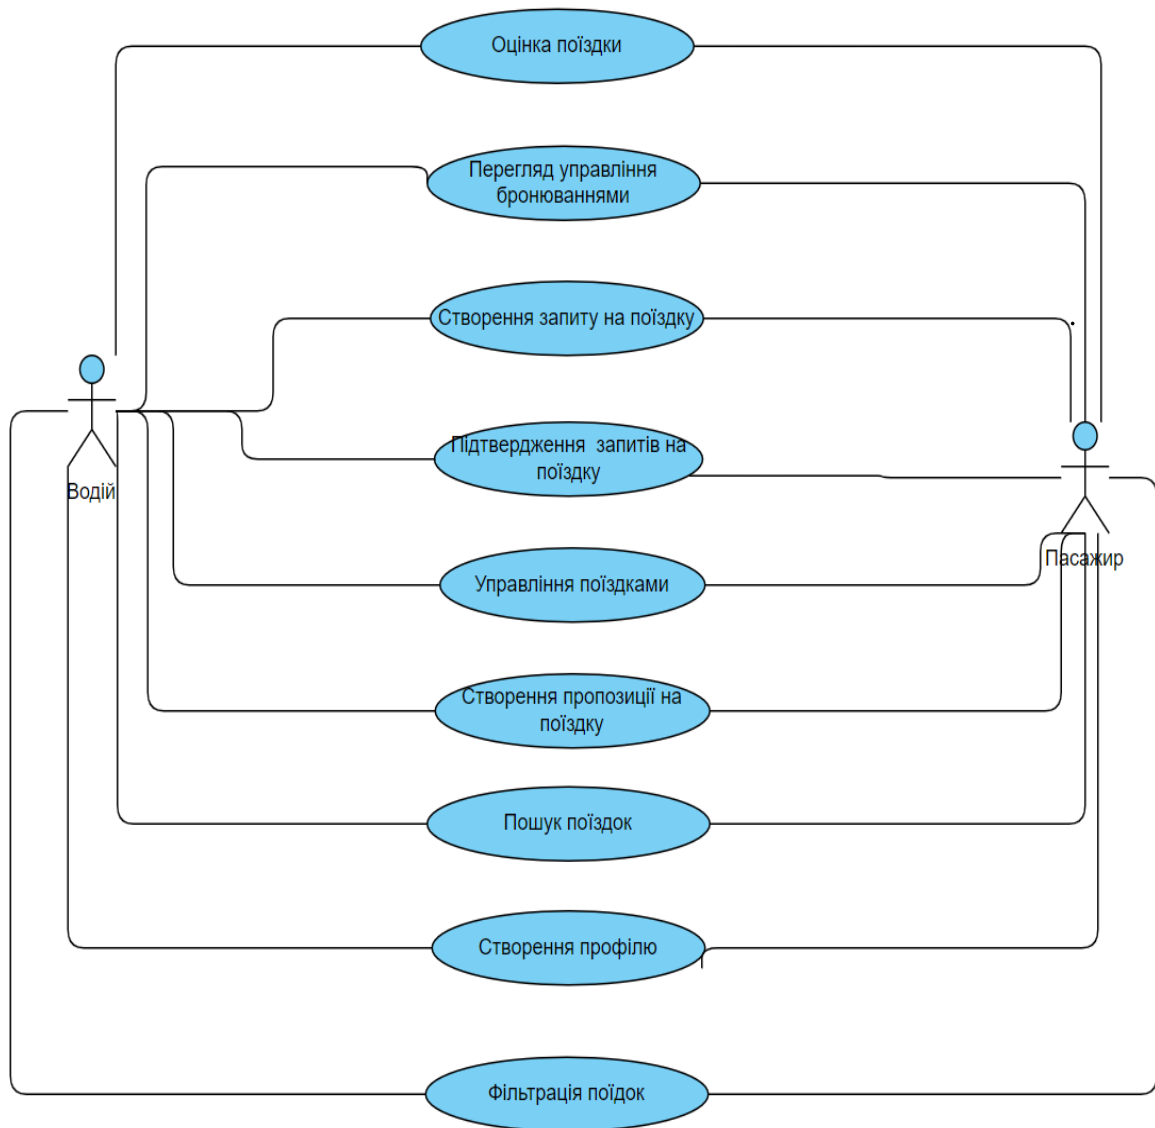 Оцінка поїздки
Перегляд управління
бронюваннями
Створення запиту на поїздку
Підтвердження запитів на
поїздку
Водій
Пасажир
Управління поїздками
Створення пропозиції на
поїздку
Пошук поїздок
Створення профілю
Фільтрація поїдок